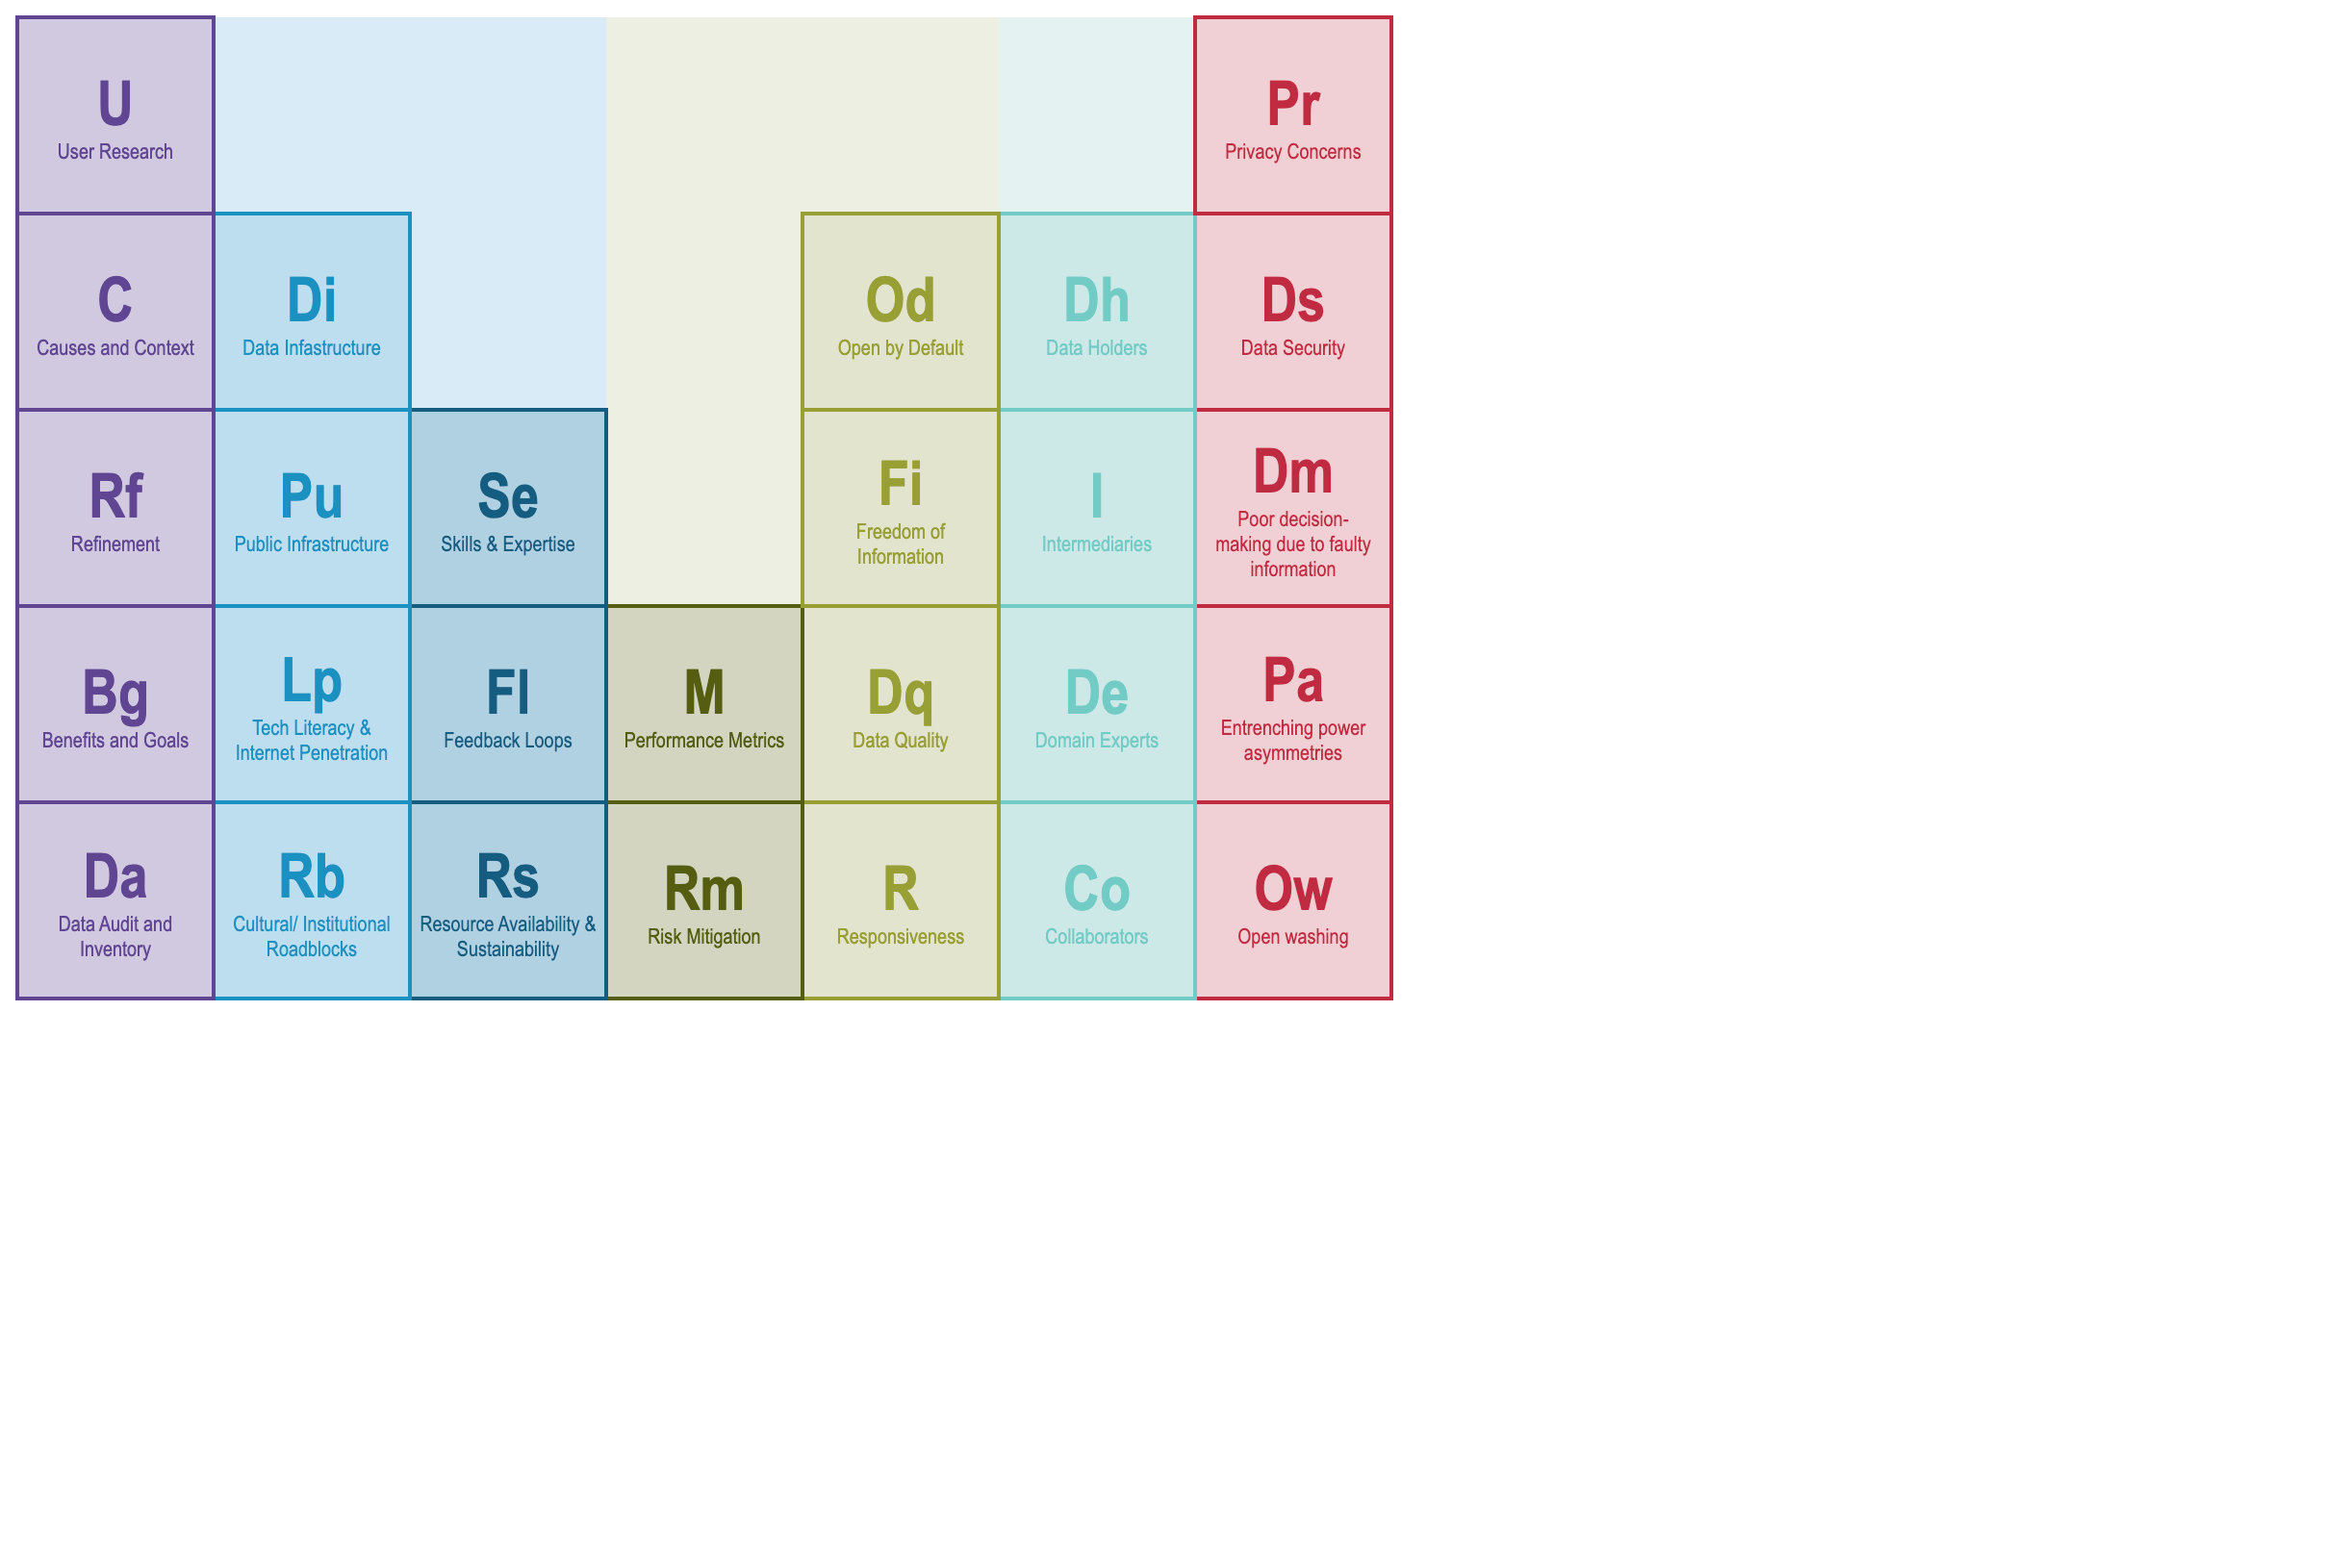 U
User Research
Pr
Privacy Concerns
C
Causes and Context
Di
Data Infastructure
Od
Open by Default
Dh
Data Holders
Ds
Data Security
Rf
Refinement
Pu
Public Infrastructure
Se
Skills & Expertise
Fi
Freedom of
Information
I
Intermediaries
Dm
Poor decision-
making due to faulty
information
Bg
Benefits and Goals
Lp
Tech Literacy &
Internet Penetration
Fl
Feedback Loops
M
Performance Metrics
Dq
Data Quality
De
Domain Experts
Pa
Entrenching power
asymmetries
Da
Data Audit and
Inventory
Rb
Cultural/ Institutional
Roadblocks
Rs
Resource Availability &
Sustainability
Rm
Risk Mitigation
R
Responsiveness
Co
Collaborators
Ow
Open washing